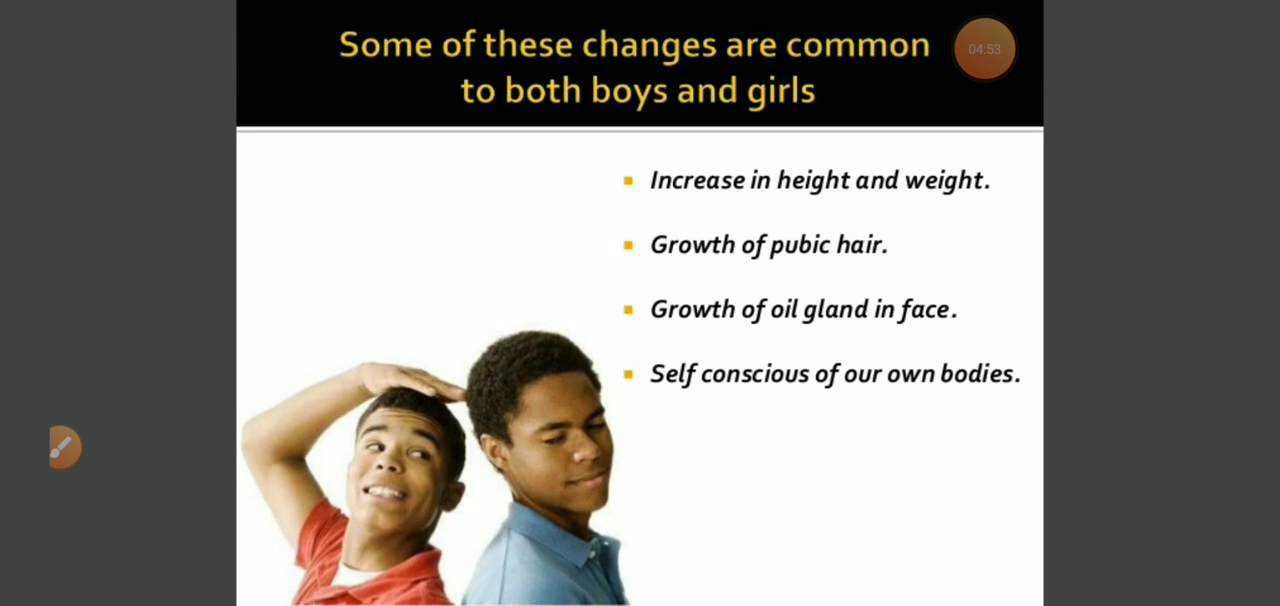 Some of these changes are common
to both boys and girls
04:53
Increase in height and weight.
Growth of pubic hair.
Growth of oil gland in face.
Self conscious of our own bodies.